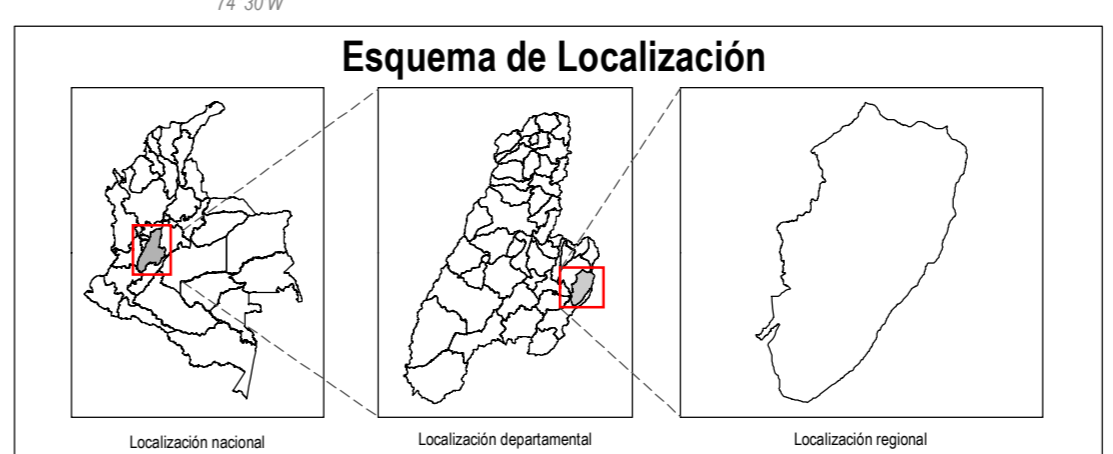 74°30'W
Esquema de Localización
Localización nacional
Localización departamental
Localización regional